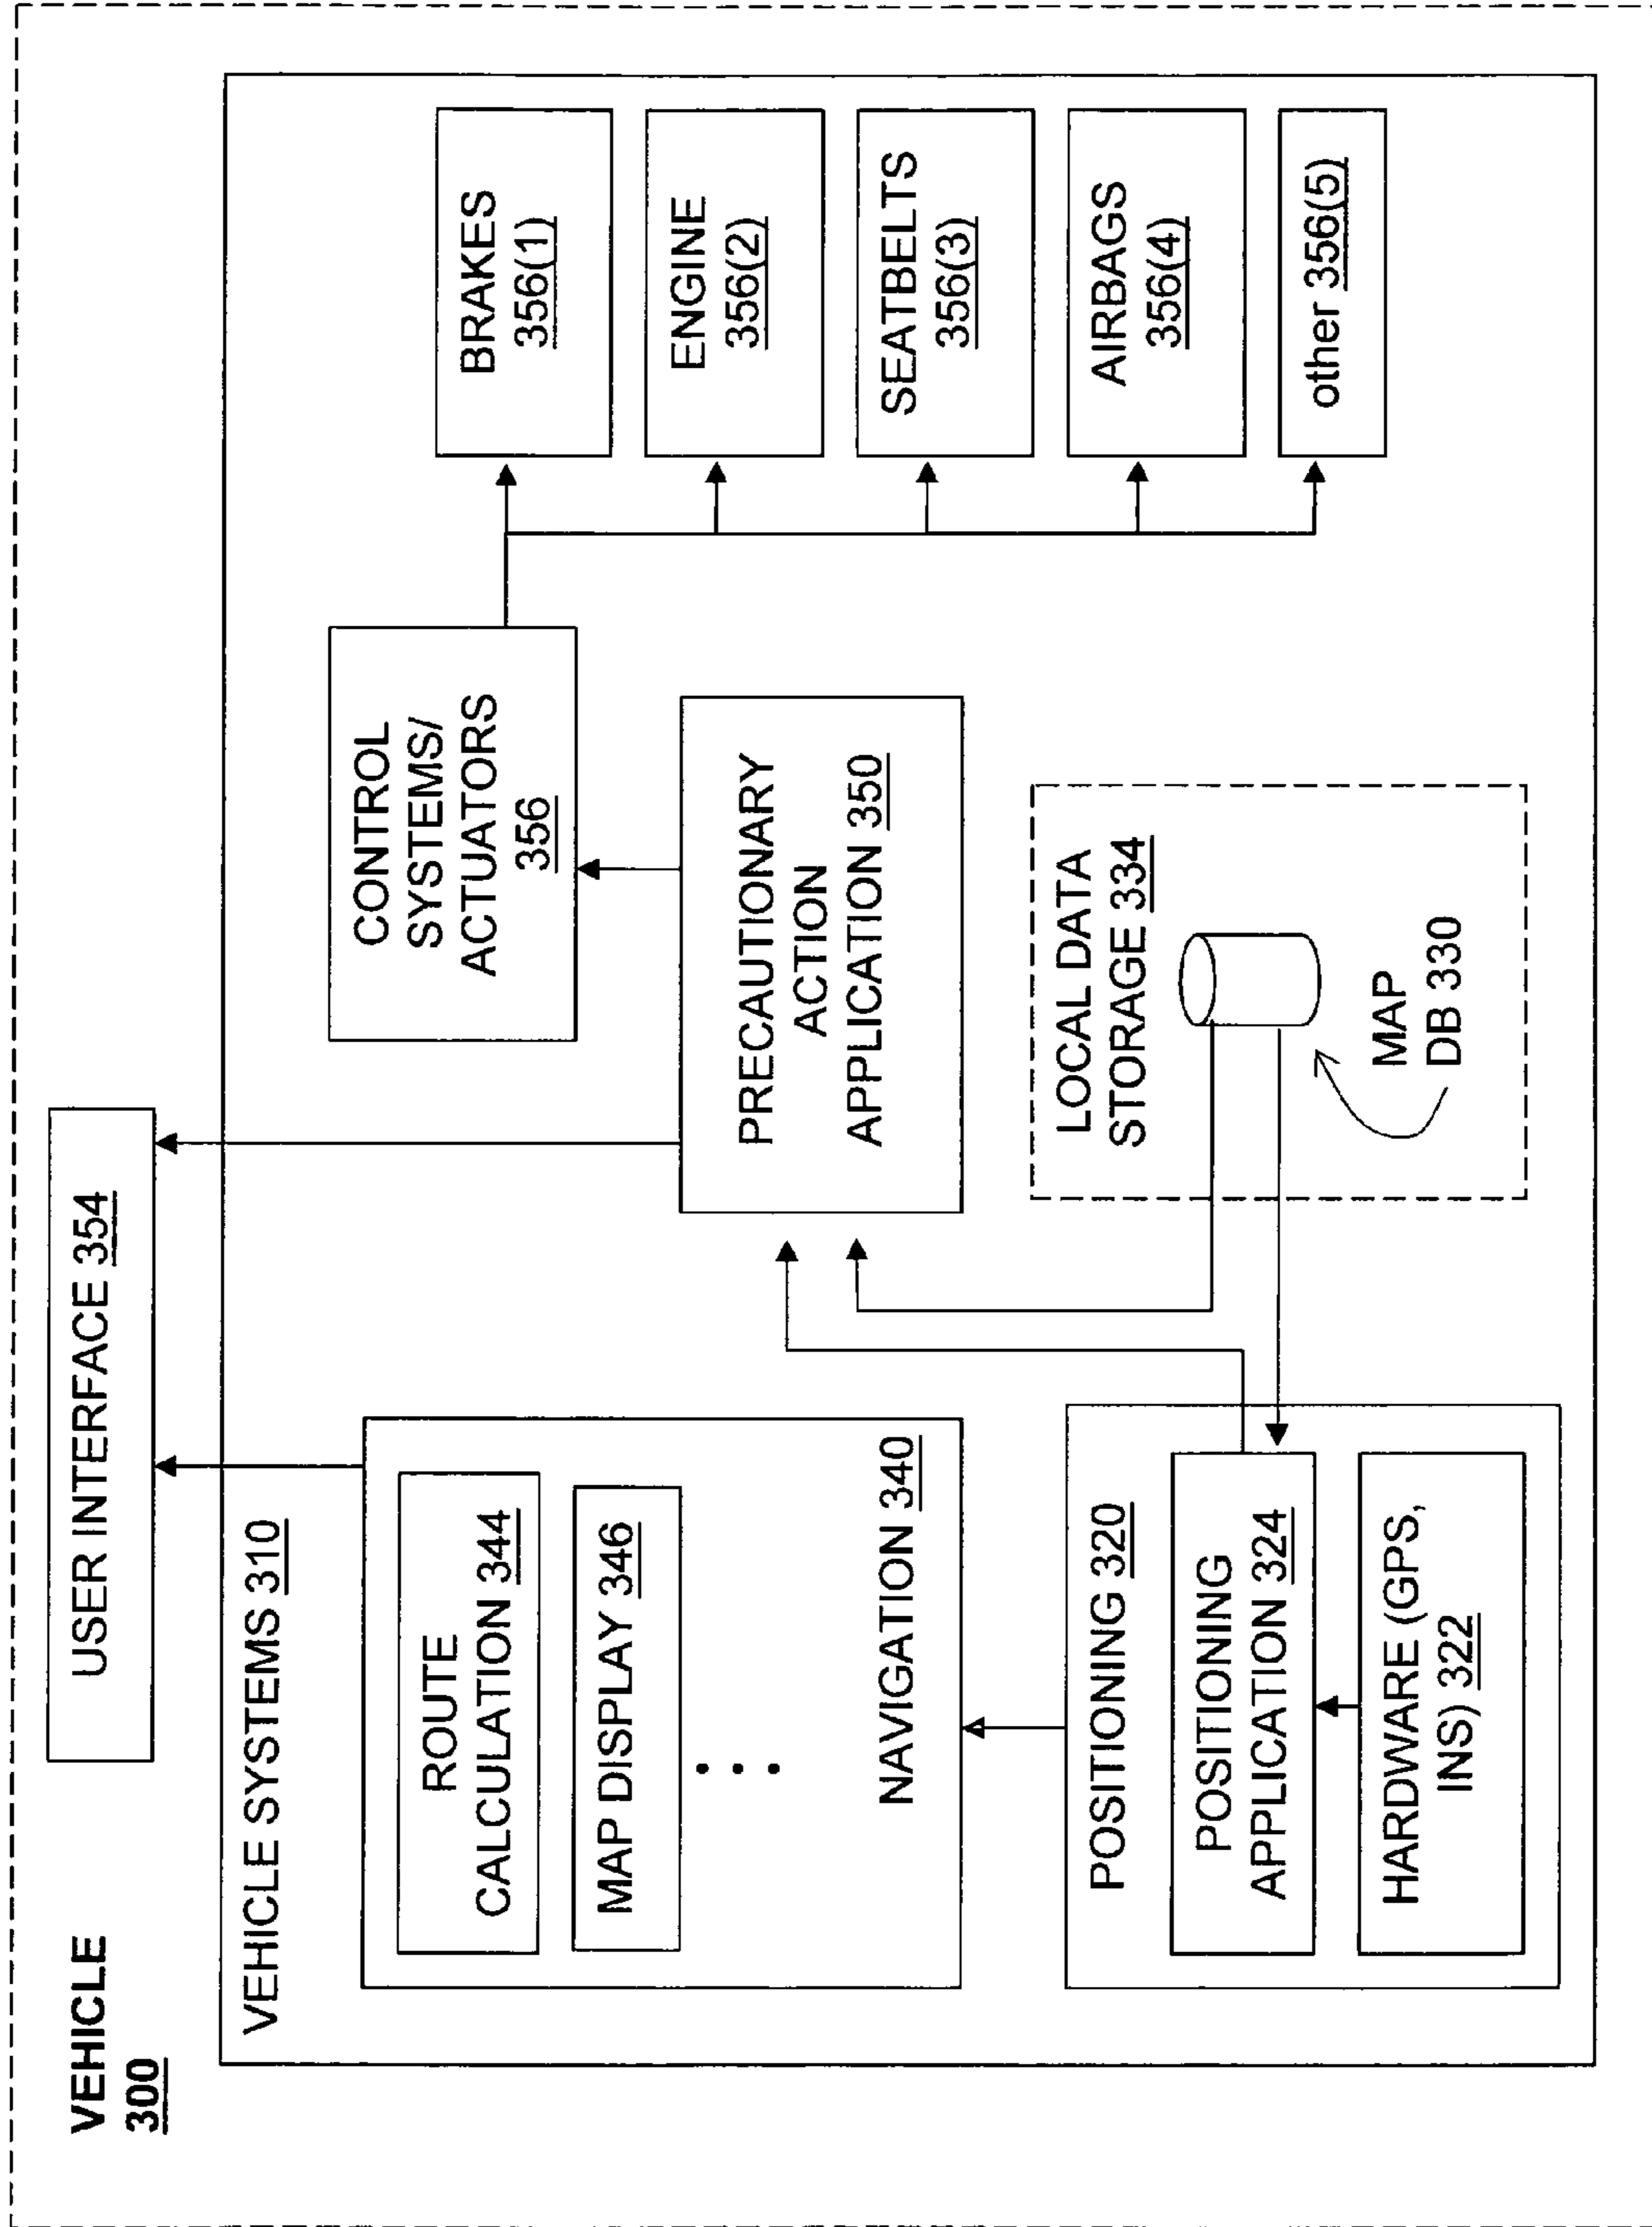 VEHICLE
300
USER INTERFACE 354
VEHICLE SYSTEMS 310
ROUTE
CALCULATION 344
MAP DISPLAY 346
. . .
NAVIGATION 340
POSITIONING 320
POSITIONING
APPLICATION 324
HARDWARE (GPS,
INS) 322
CONTROL
SYSTEMS/
ACTUATORS
356
PRECAUTIONARY
ACTION
APPLICATION 350
LOCAL DATA
STORAGE 334
MAP
DB 330
BRAKES
356(1)
ENGINE
356(2)
SEATBELTS
356(3)
AIRBAGS
356(4)
other 356(5)